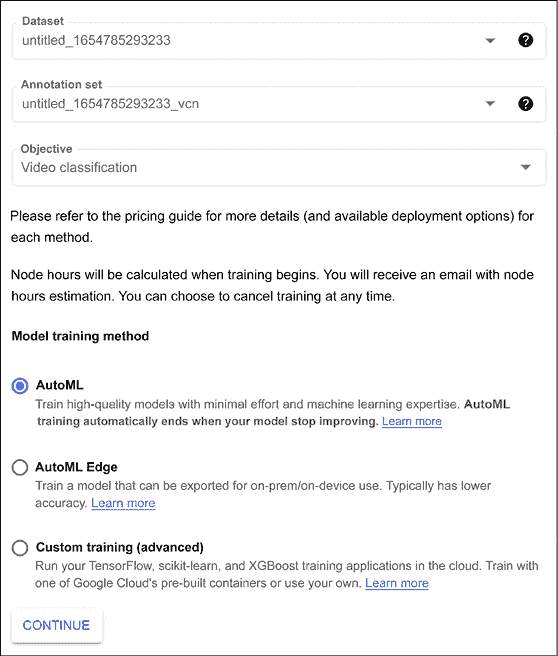 Dataset
untitled_1654785293233
?
Annotation set
untitled_1654785293233_vcn
?
Objective
Video classification
Please refer to the pricing guide for more details (and available deployment options) for
each method.
Node hours will be calculated when training begins. You will receive an email with node
hours estimation. You can choose to cancel training at any time.
Model training method
AutoML
Train high-quality models with minimal effort and machine learning expertise. AutoML
training automatically ends when your model stop improving. Learn more
AutoML Edge
Train a model that can be exported for on-prem/on-device use. Typically has lower
accuracy. Learn more
Custom training (advanced)
Run your TensorFlow, scikit-learn, and XGBoost training applications in the cloud. Train with
one of Google Cloud's pre-built containers or use your own. Learn more
CONTINUE